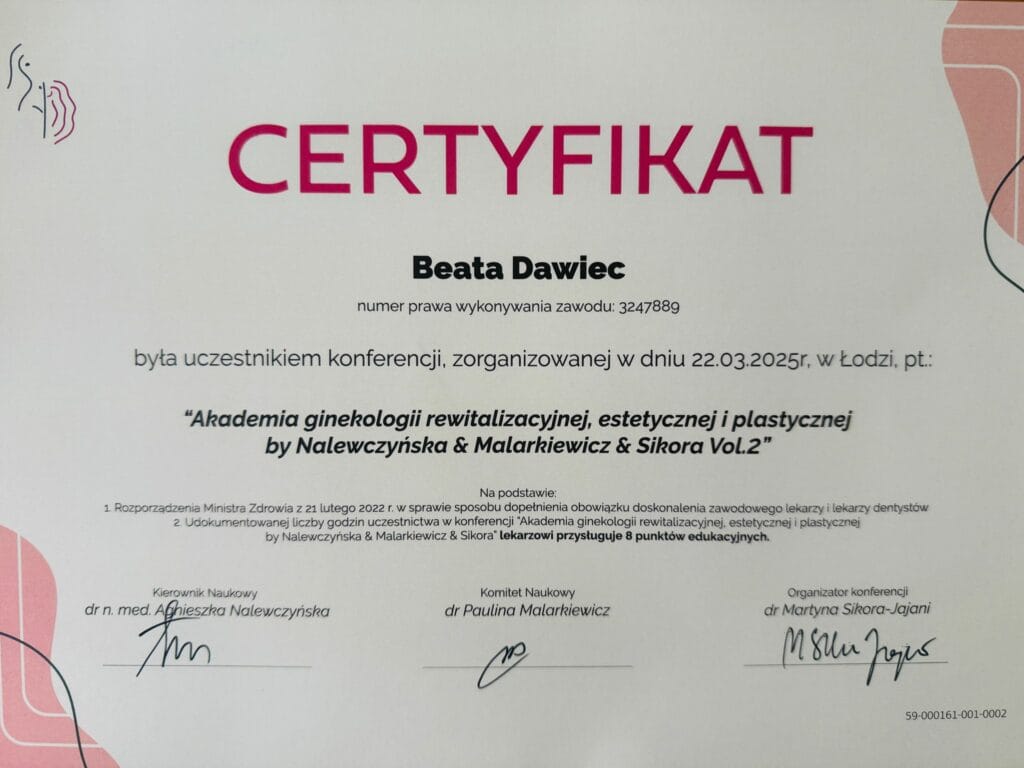 CERTYFIKAT
Beata Dawiec
numer prawa wykonywania zawodu: 3247889
była uczestnikiem konferencji, zorganizowanej w dniu 22.03.2025r, w Łodzi, pt.:
“Akademia ginekologii rewitalizacyjnej, estetycznej i plastycznej
by Nalewczyńska & Malarkiewicz & Sikora Vol.2”
Na podstawie:
1. Rozporządzenia Ministra Zdrowia z 21 lutego 2022 r. w sprawie sposobu dopełnienia obowiązku doskonalenia zawodowego lekarzy i lekarzy dentystów
2. Udokumentowanej liczby godzin uczestnictwa w konferencji "Akademia ginekologii rewitalizacyjnej, estetycznej i plastycznej
by Nalewczyńska & Malarkiewicz & Sikora" lekarzowi przysługuje 8 punktów edukacyjnych.
Kierownik Naukowy
dr n. med. Agnieszka Nalewczyńska
Komitet Naukowy
dr Paulina Malarkiewicz
Organizator konferencji
dr Martyna Sikora-Jajani
59-000161-001-0002